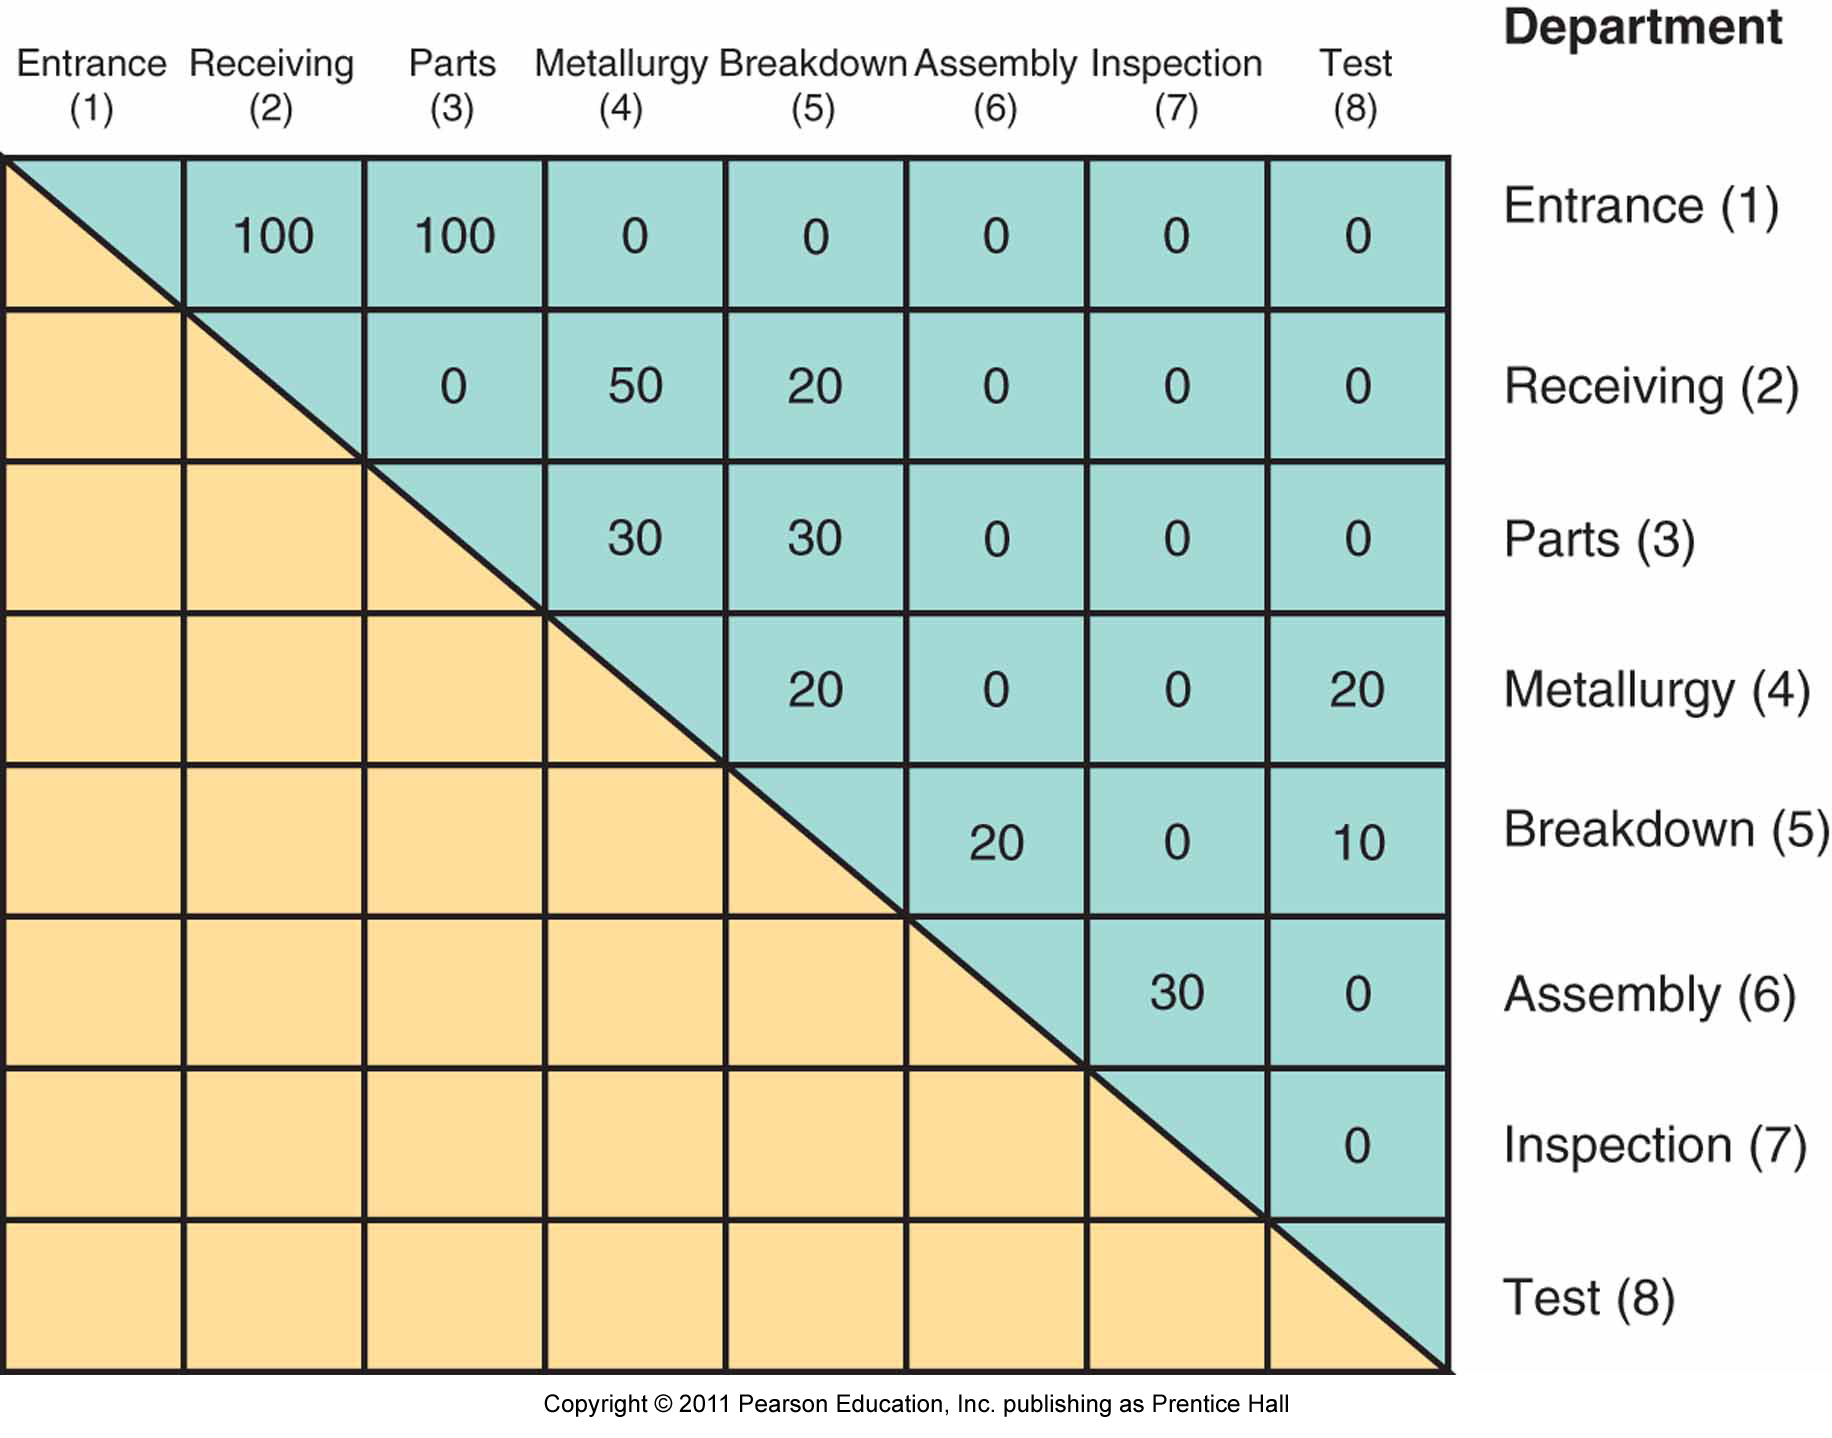 Department
Entrance Receiving Parts Metallurgy Breakdown Assembly Inspection Test
(1) (2) (3) (4) (5) (6) (7) (8)
100 100 0 0 0 0 0 Entrance (1)
0 50 20 0 0 0 Receiving (2)
30 30 0 0 0 Parts (3)
20 0 0 20 Metallurgy (4)
20 0 10 Breakdown (5)
30 0 Assembly (6)
0 Inspection (7)
Test (8)
Copyright © 2011 Pearson Education, Inc. publishing as Prentice Hall